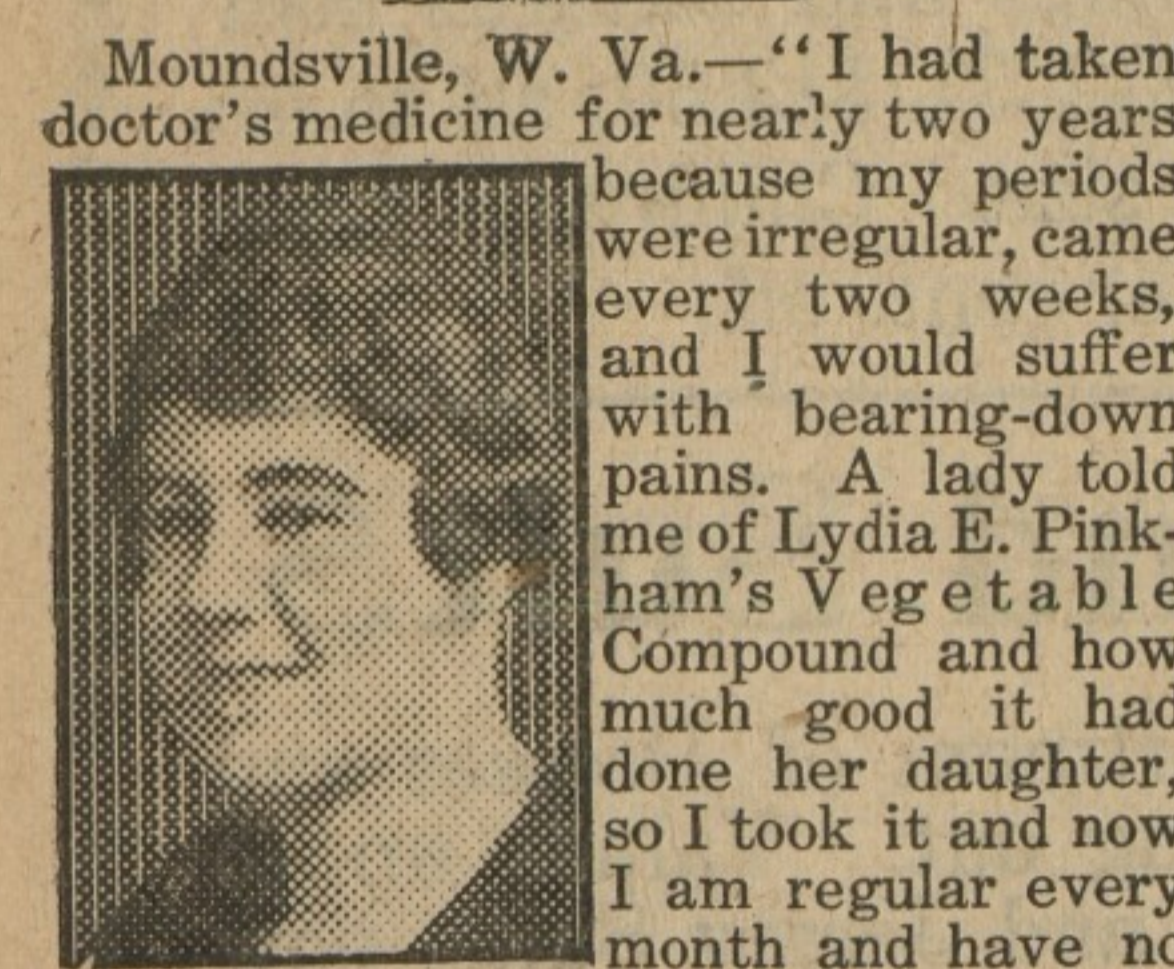 Moundsville, W. Va.—"I had taken
doctor's medicine for nearly two years
because my periods
were irregular, came
every two weeks,
and I would suffer
with bearing-down
pains. A lady told
me of Lydia E. Pink-
ham's Vegetable
Compound and how
much good it had
done her daughter,
so I took it and now
I am regular every
month and have no